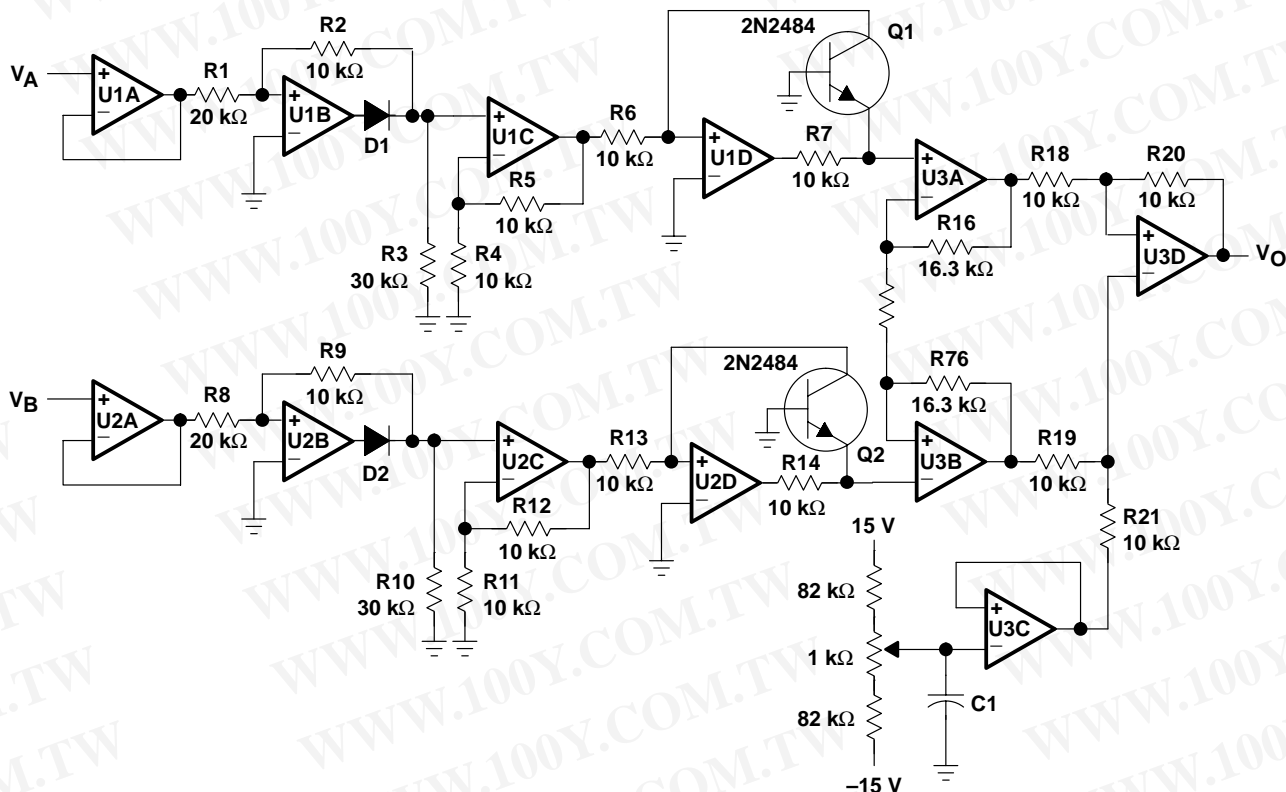 2N2484
Q1
R2
10 kΩ
VA
+
−
U1A
R1
20 kΩ
+
−
U1B
D1
+
−
U1C
R6
10 kΩ
+
−
U1D
R7
10 kΩ
R5
10 kΩ
R3
30 kΩ
R4
10 kΩ
+
−
U3A
R18
10 kΩ
R20
10 kΩ
R16
16.3 kΩ
+
−
U3D
VO
R9
10 kΩ
VB
+
−
U2A
R8
20 kΩ
+
−
U2B
D2
+
−
U2C
R13
10 kΩ
2N2484
Q2
+
−
U2D
R14
10 kΩ
R12
10 kΩ
R10
30 kΩ
R11
10 kΩ
R76
16.3 kΩ
+
−
U3B
R19
10 kΩ
R21
10 kΩ
15 V
82 kΩ
1 kΩ
82 kΩ
−15 V
C1
+
−
U3C
WWW.100Y.COM.TW